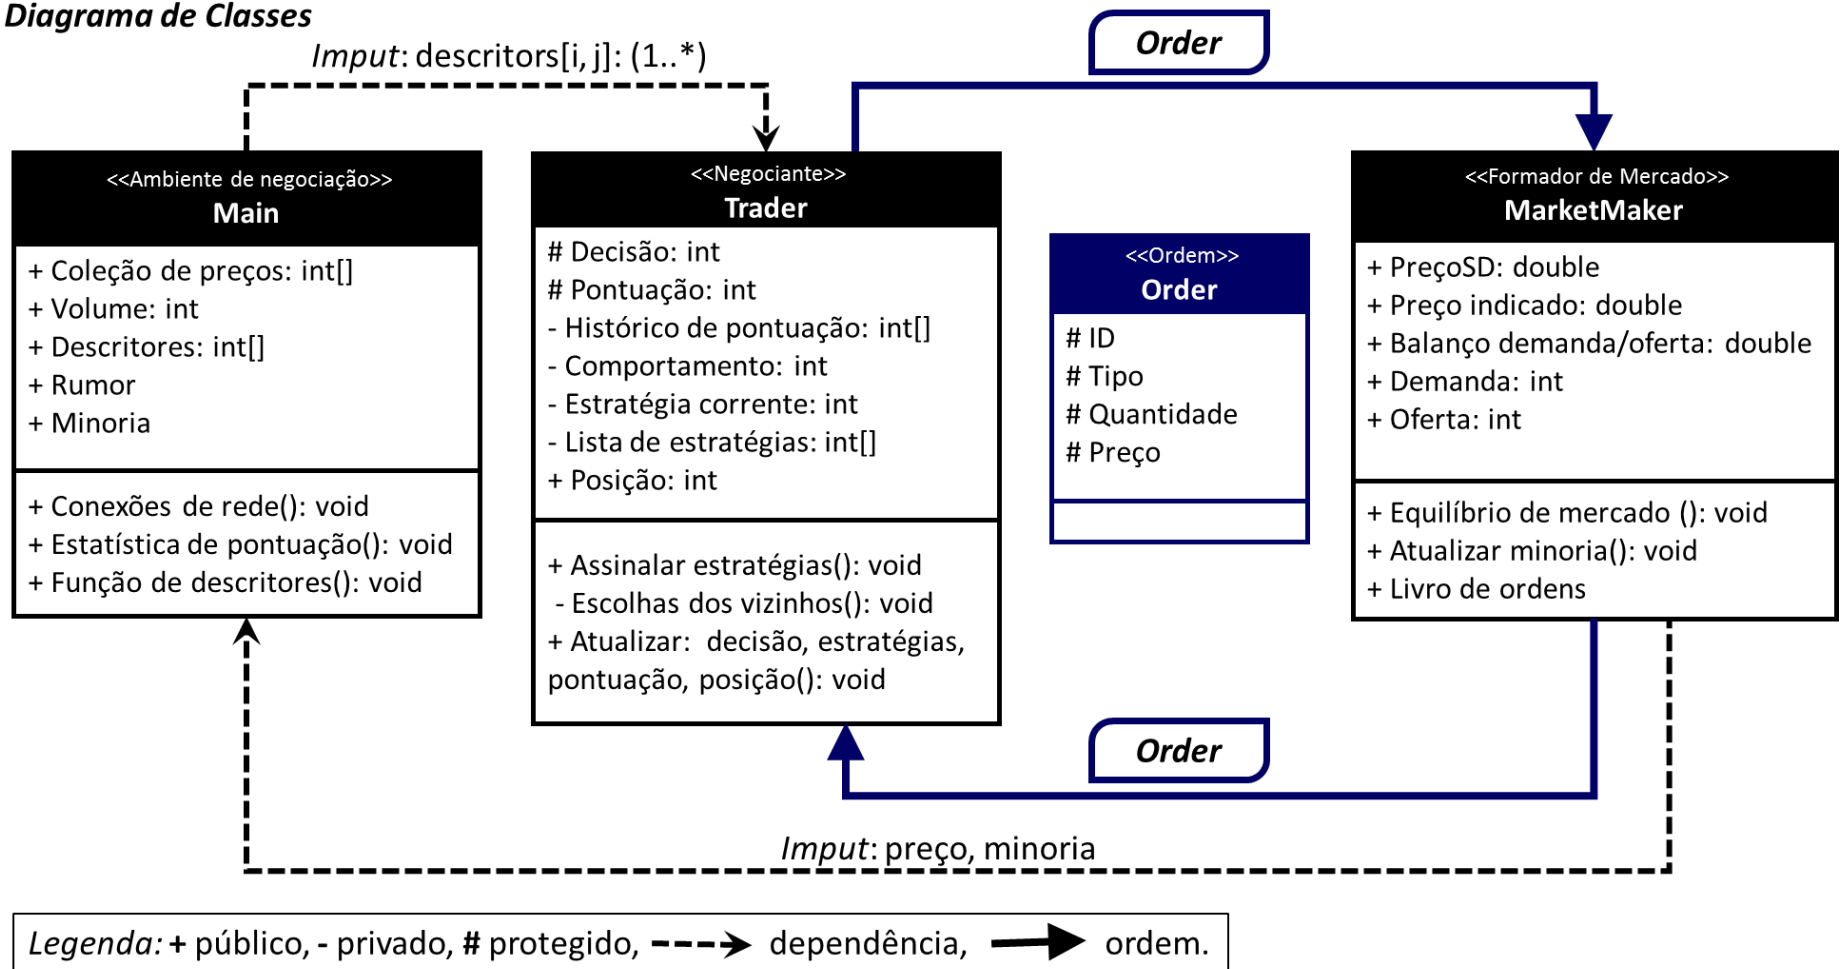 Diagrama de Classes
Imput: descritors[i, j]: (1..*)
Order
<<Ambiente de negociação>>
Main
+ Coleção de preços: int[]
+ Volume: int
+ Descritores: int[]
+ Rumor
+ Minoria
+ Conexões de rede(): void
+ Estatística de pontuação(): void
+ Função de descritores(): void
<<Negociante>>
Trader
# Decisão: int
# Pontuação: int
- Histórico de pontuação: int[]
- Comportamento: int
- Estratégia corrente: int
- Lista de estratégias: int[]
+ Posição: int
+ Assinalar estratégias(): void
- Escolhas dos vizinhos(): void
+ Atualizar: decisão, estratégias,
pontuação, posição(): void
<<Ordem>>
Order
# ID
# Tipo
# Quantidade
# Preço
<<Formador de Mercado>>
MarketMaker
+ PreçoSD: double
+ Preço indicado: double
+ Balanço demanda/oferta: double
+ Demanda: int
+ Oferta: int
+ Equilíbrio de mercado (): void
+ Atualizar minoria(): void
+ Livro de ordens
Order
Imput: preço, minoria
Legenda: + público, - privado, # protegido, dependência, ordem.